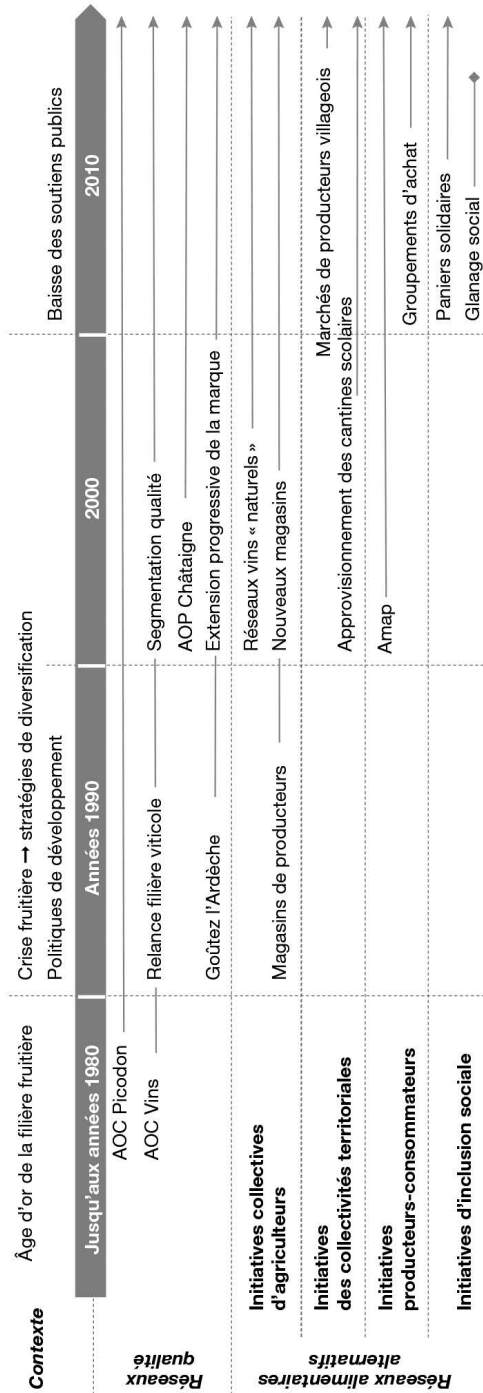 Contexte
Âge d'or de la filière fruitière
Crise fruitière → stratégies de diversification
Politiques de développement
Baisse des soutiens publics
Jusqu'aux années 1980
Années 1990
2000
2010
Réseaux
qualité
AOC Picodon
AOC Vins
Relance filière viticole
Segmentation qualité
AOP Châtaigne
Goûtez l'Ardèche
Extension progressive de la marque
Réseaux alimentaires
alternatifs
Initiatives collectives
d'agriculteurs
Réseaux vins « naturels »
Magasins de producteurs
Nouveaux magasins
Initiatives
des collectivités territoriales
Marchés de producteurs villageois
Approvisionnement des cantines scolaires
Initiatives
producteurs-consommateurs
Amap
Groupements d'achat
Initiatives d'inclusion sociale
Paniers solidaires
Glanage social